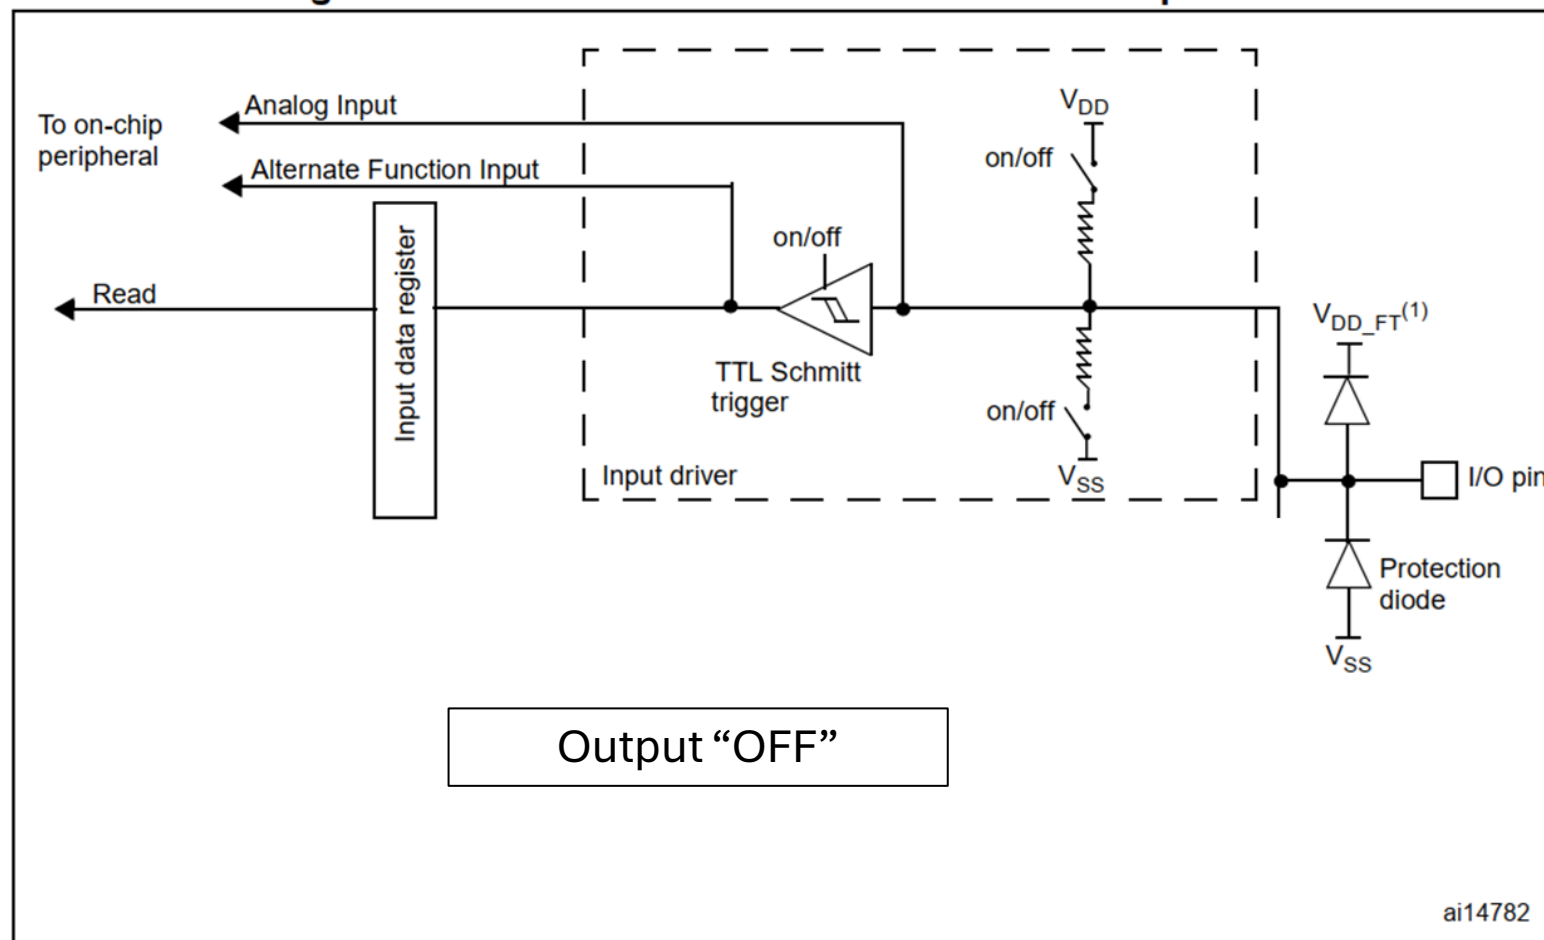 To on-chip
peripheral
Analog Input
Alternate Function Input
Read
Input data register
on/off
TTL Schmitt
trigger
Input driver
VDD
on/off
on/off
VSS
VDD_FT(1)
I/O pin
Protection
diode
VSS
Output “OFF”
ai14782